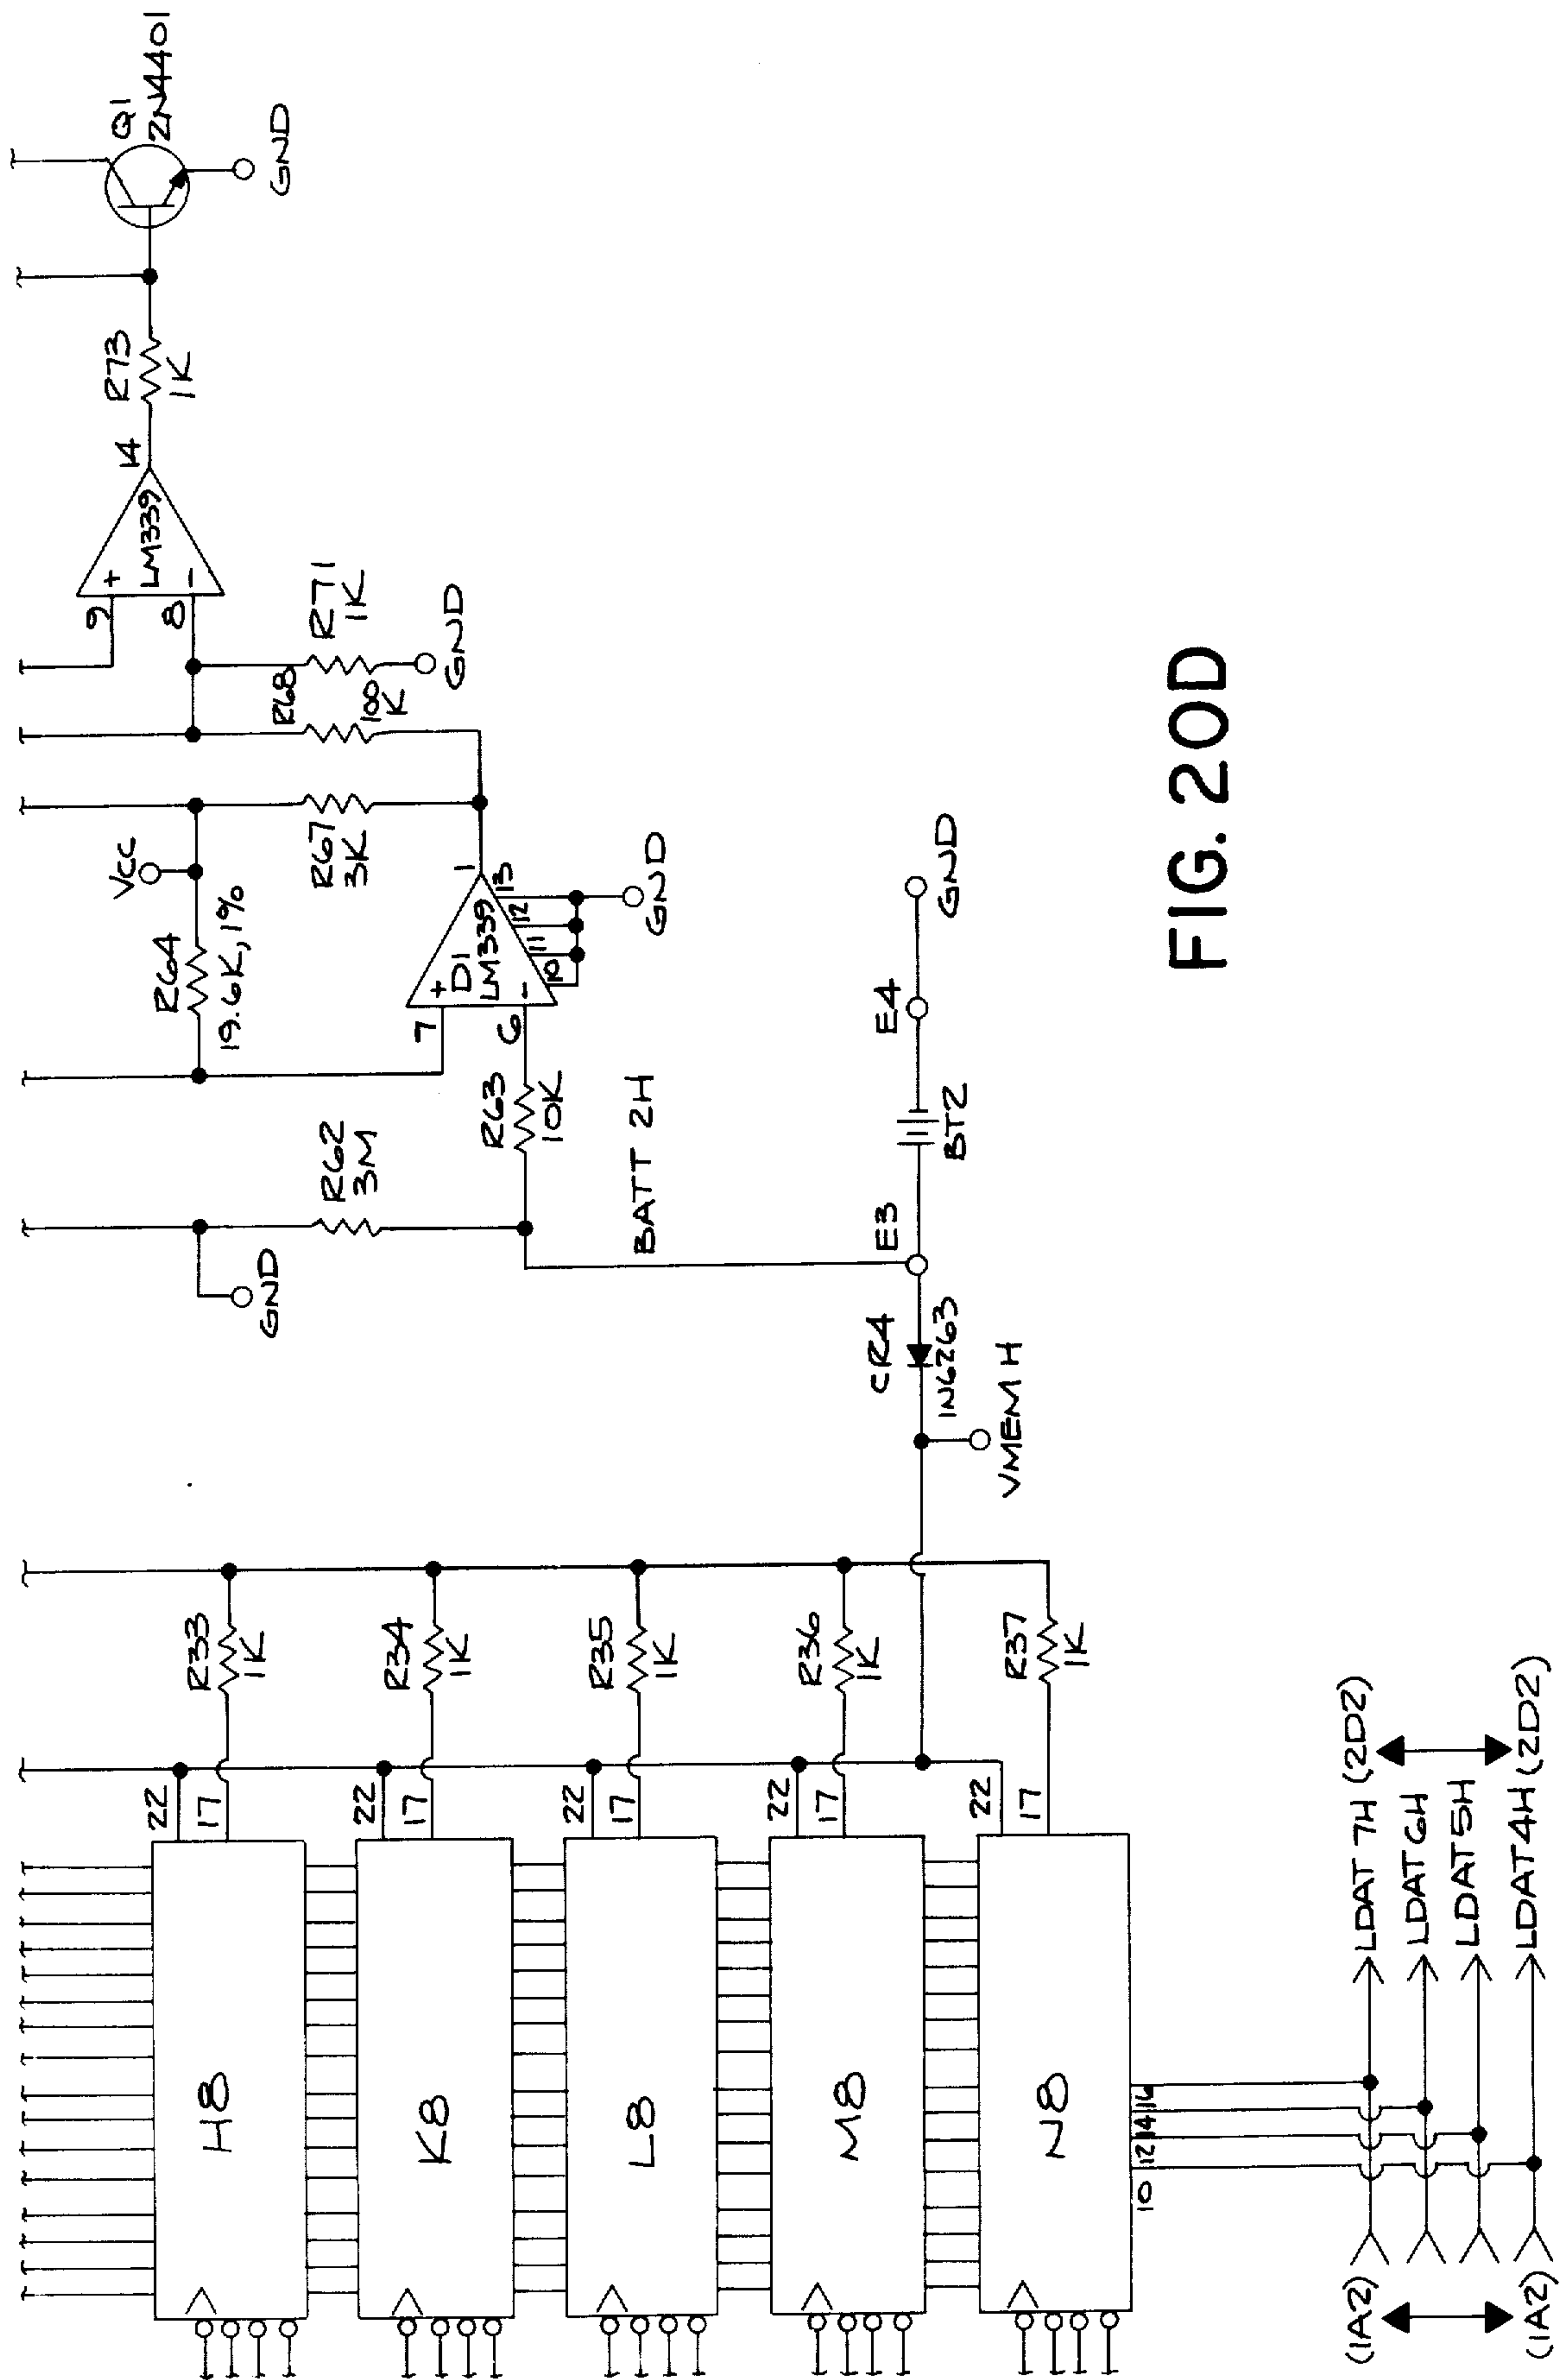 H8
22
17
R33
1K
K8
22
17
R34
1K
L8
22
17
R35
1K
M8
22
17
R36
1K
N8
22
17
R37
1K
10
12
14
16
(1A2)
(1A2)
LDAT 7H (2D2)
LDAT 6H
LDAT 5H
LDAT 4H (2D2)
GND
R62
3M
R64
19.6K, 1%
VCC
R67
3K
R63
10K
7
6
+
-
D1
LM339
1
13
12
11
10
GND
R68
R71
1K
GND
9
8
+
-
LM339
14
R73
1K
Q1
2N4401
GND
BATT 2H
VMEM H
CR4
1N6263
E3
BT2
E4
GND
FIG. 20D